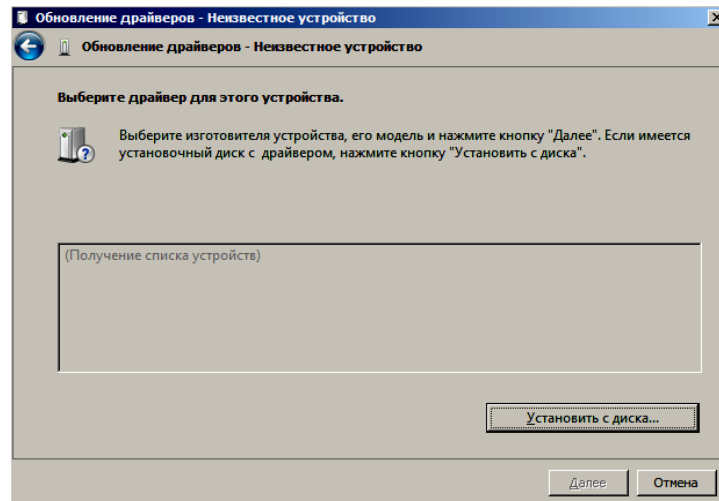 Обновление драйверов - Неизвестное устройство
Обновление драйверов - Неизвестное устройство
Выберите драйвер для этого устройства.
Выберите изготовителя устройства, его модель и нажмите кнопку "Далее". Если имеется
установочный диск с драйвером, нажмите кнопку "Установить с диска".
(Получение списка устройств)
Установить с диска...
Далее
Отмена